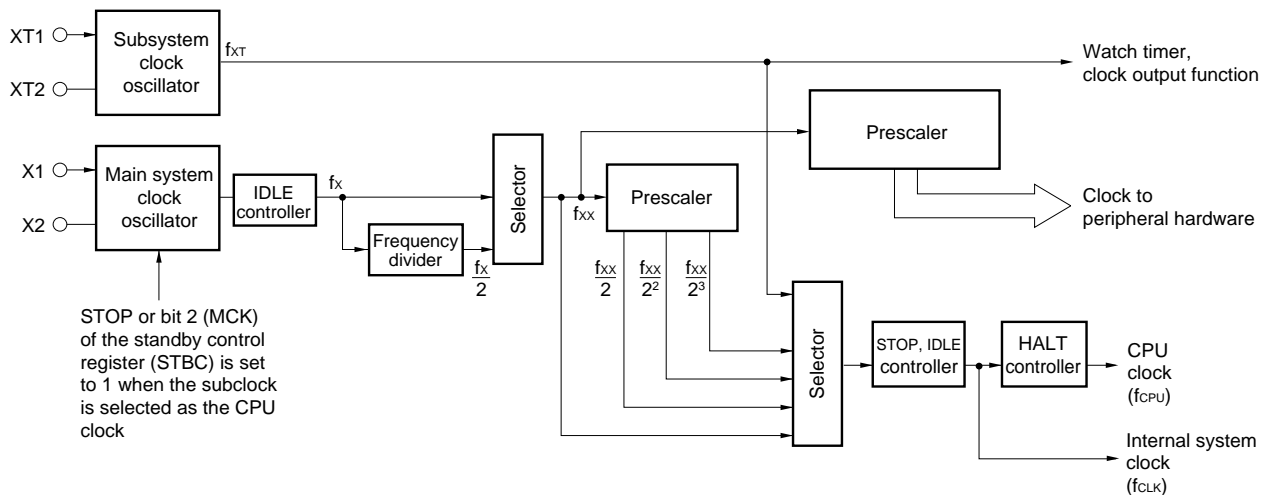 XT1
XT2
Subsystem
clock
oscillator
fXT
Watch timer,
clock output function
Prescaler
Clock to
peripheral hardware
X1
X2
Main system
clock
oscillator
IDLE
controller
fX
Frequency
divider
fX
2
Selector
fXX
Prescaler
fXX
2
fXX
2²
fXX
2³
Selector
STOP, IDLE
controller
HALT
controller
CPU
clock
(fCPU)
Internal system
clock
(fCLK)
STOP or bit 2 (MCK)
of the standby control
register (STBC) is set
to 1 when the subclock
is selected as the CPU
clock